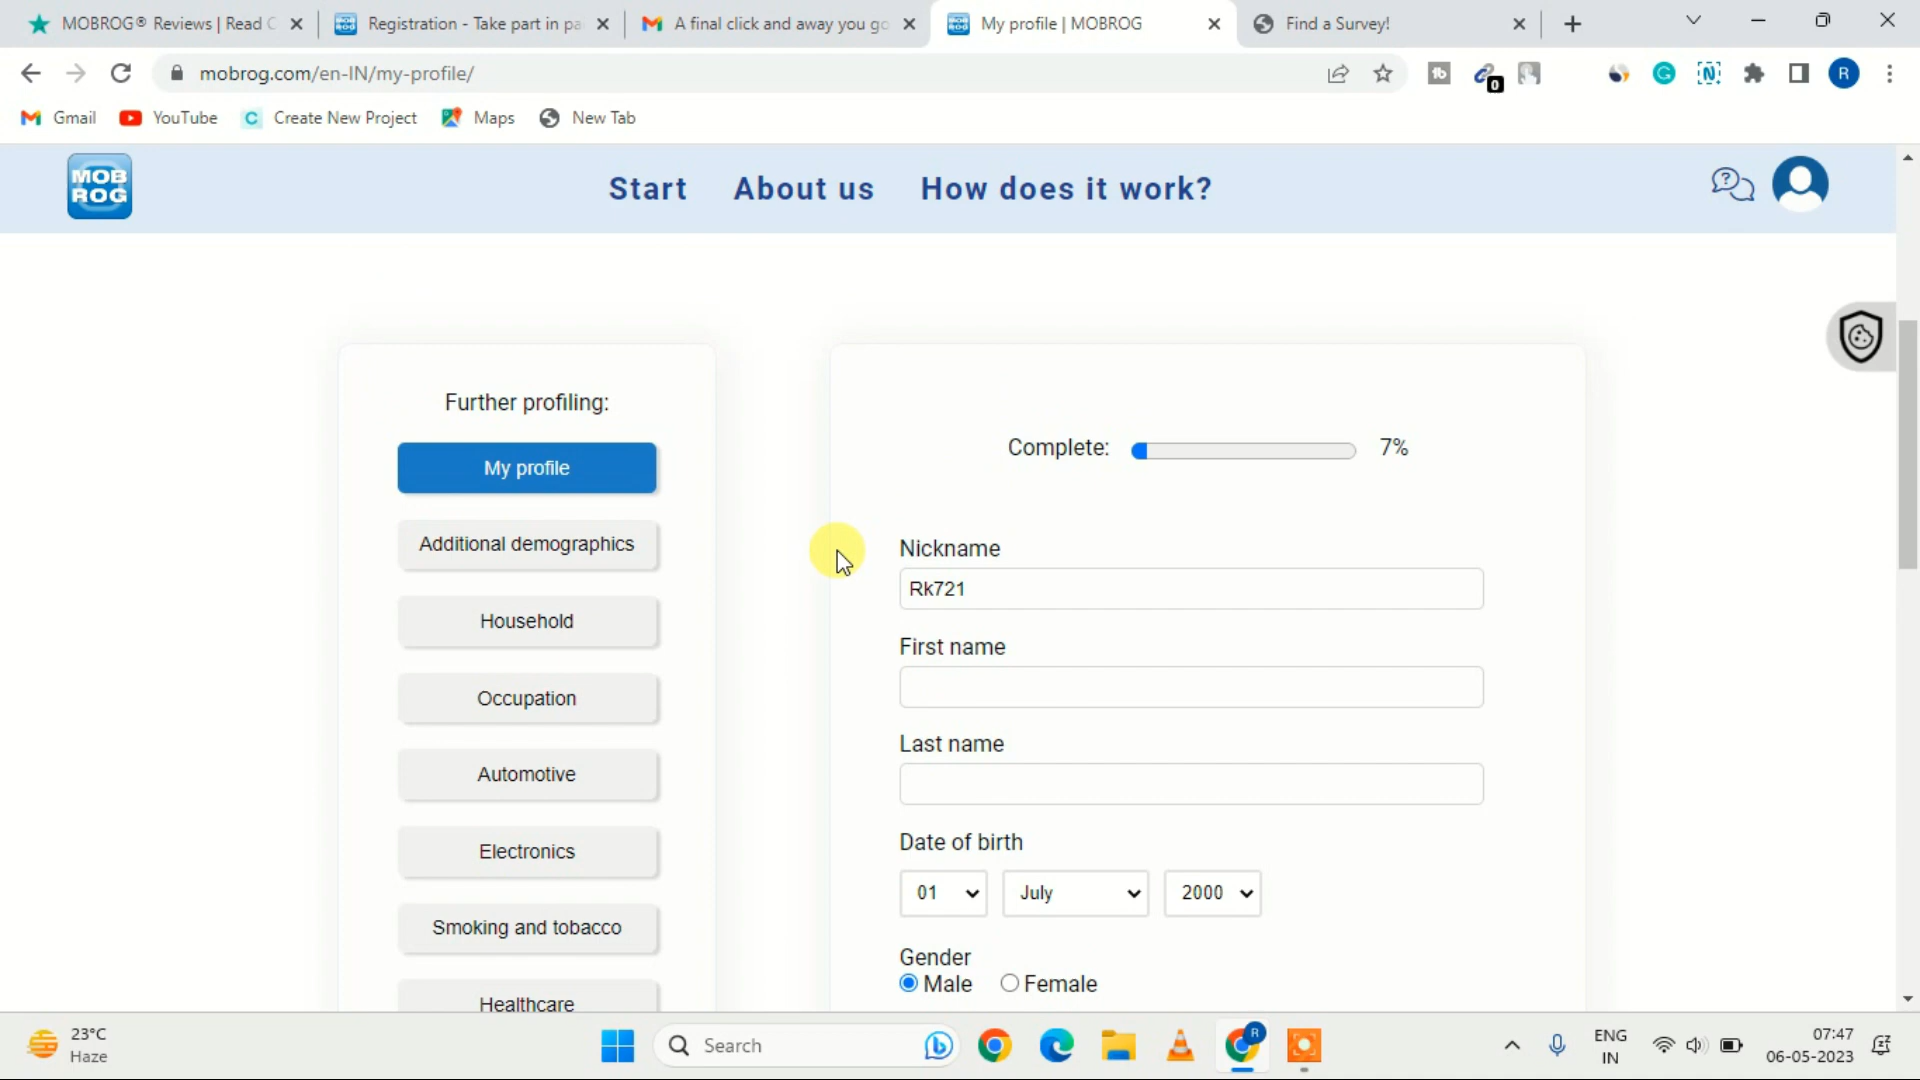 MOBROG® Reviews | Read C
Registration - Take part in pa
A final click and away you go
My profile | MOBROG
Find a Survey!
mobrog.com/en-IN/my-profile/
0
R
Gmail
YouTube
C
Create New Project
Maps
New Tab
MOB
ROG
Start
About us
How does it work?
Further profiling:
My profile
Additional demographics
Household
Occupation
Automotive
Electronics
Smoking and tobacco
Healthcare
Complete:
7%
Nickname
Rk721
First name
Last name
Date of birth
01
July
2000
Gender
Male
Female
23°C
Haze
Search
R
ENG
IN
07:47
06-05-2023